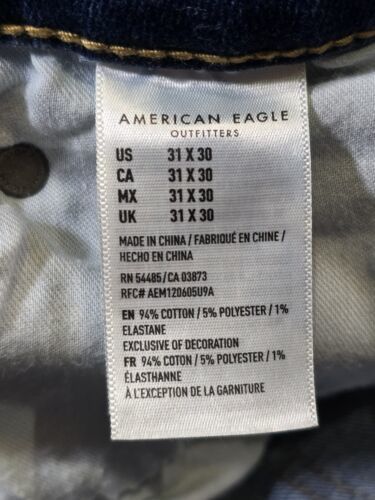 AMERICAN EAGLE
OUTFITTERS
US 31 X 30
CA 31 X 30
MX 31 X 30
UK 31 X 30
MADE IN CHINA / FABRIQUÉ EN CHINE /
HECHO EN CHINA
RN 54485 / CA 03873
RFC# AEM120605U9A
EN 94% COTTON / 5% POLYESTER / 1%
ELASTANE
EXCLUSIVE OF DECORATION
FR 94% COTON / 5% POLYESTER / 1%
ÉLASTHANNE
À L'EXCEPTION DE LA GARNITURE